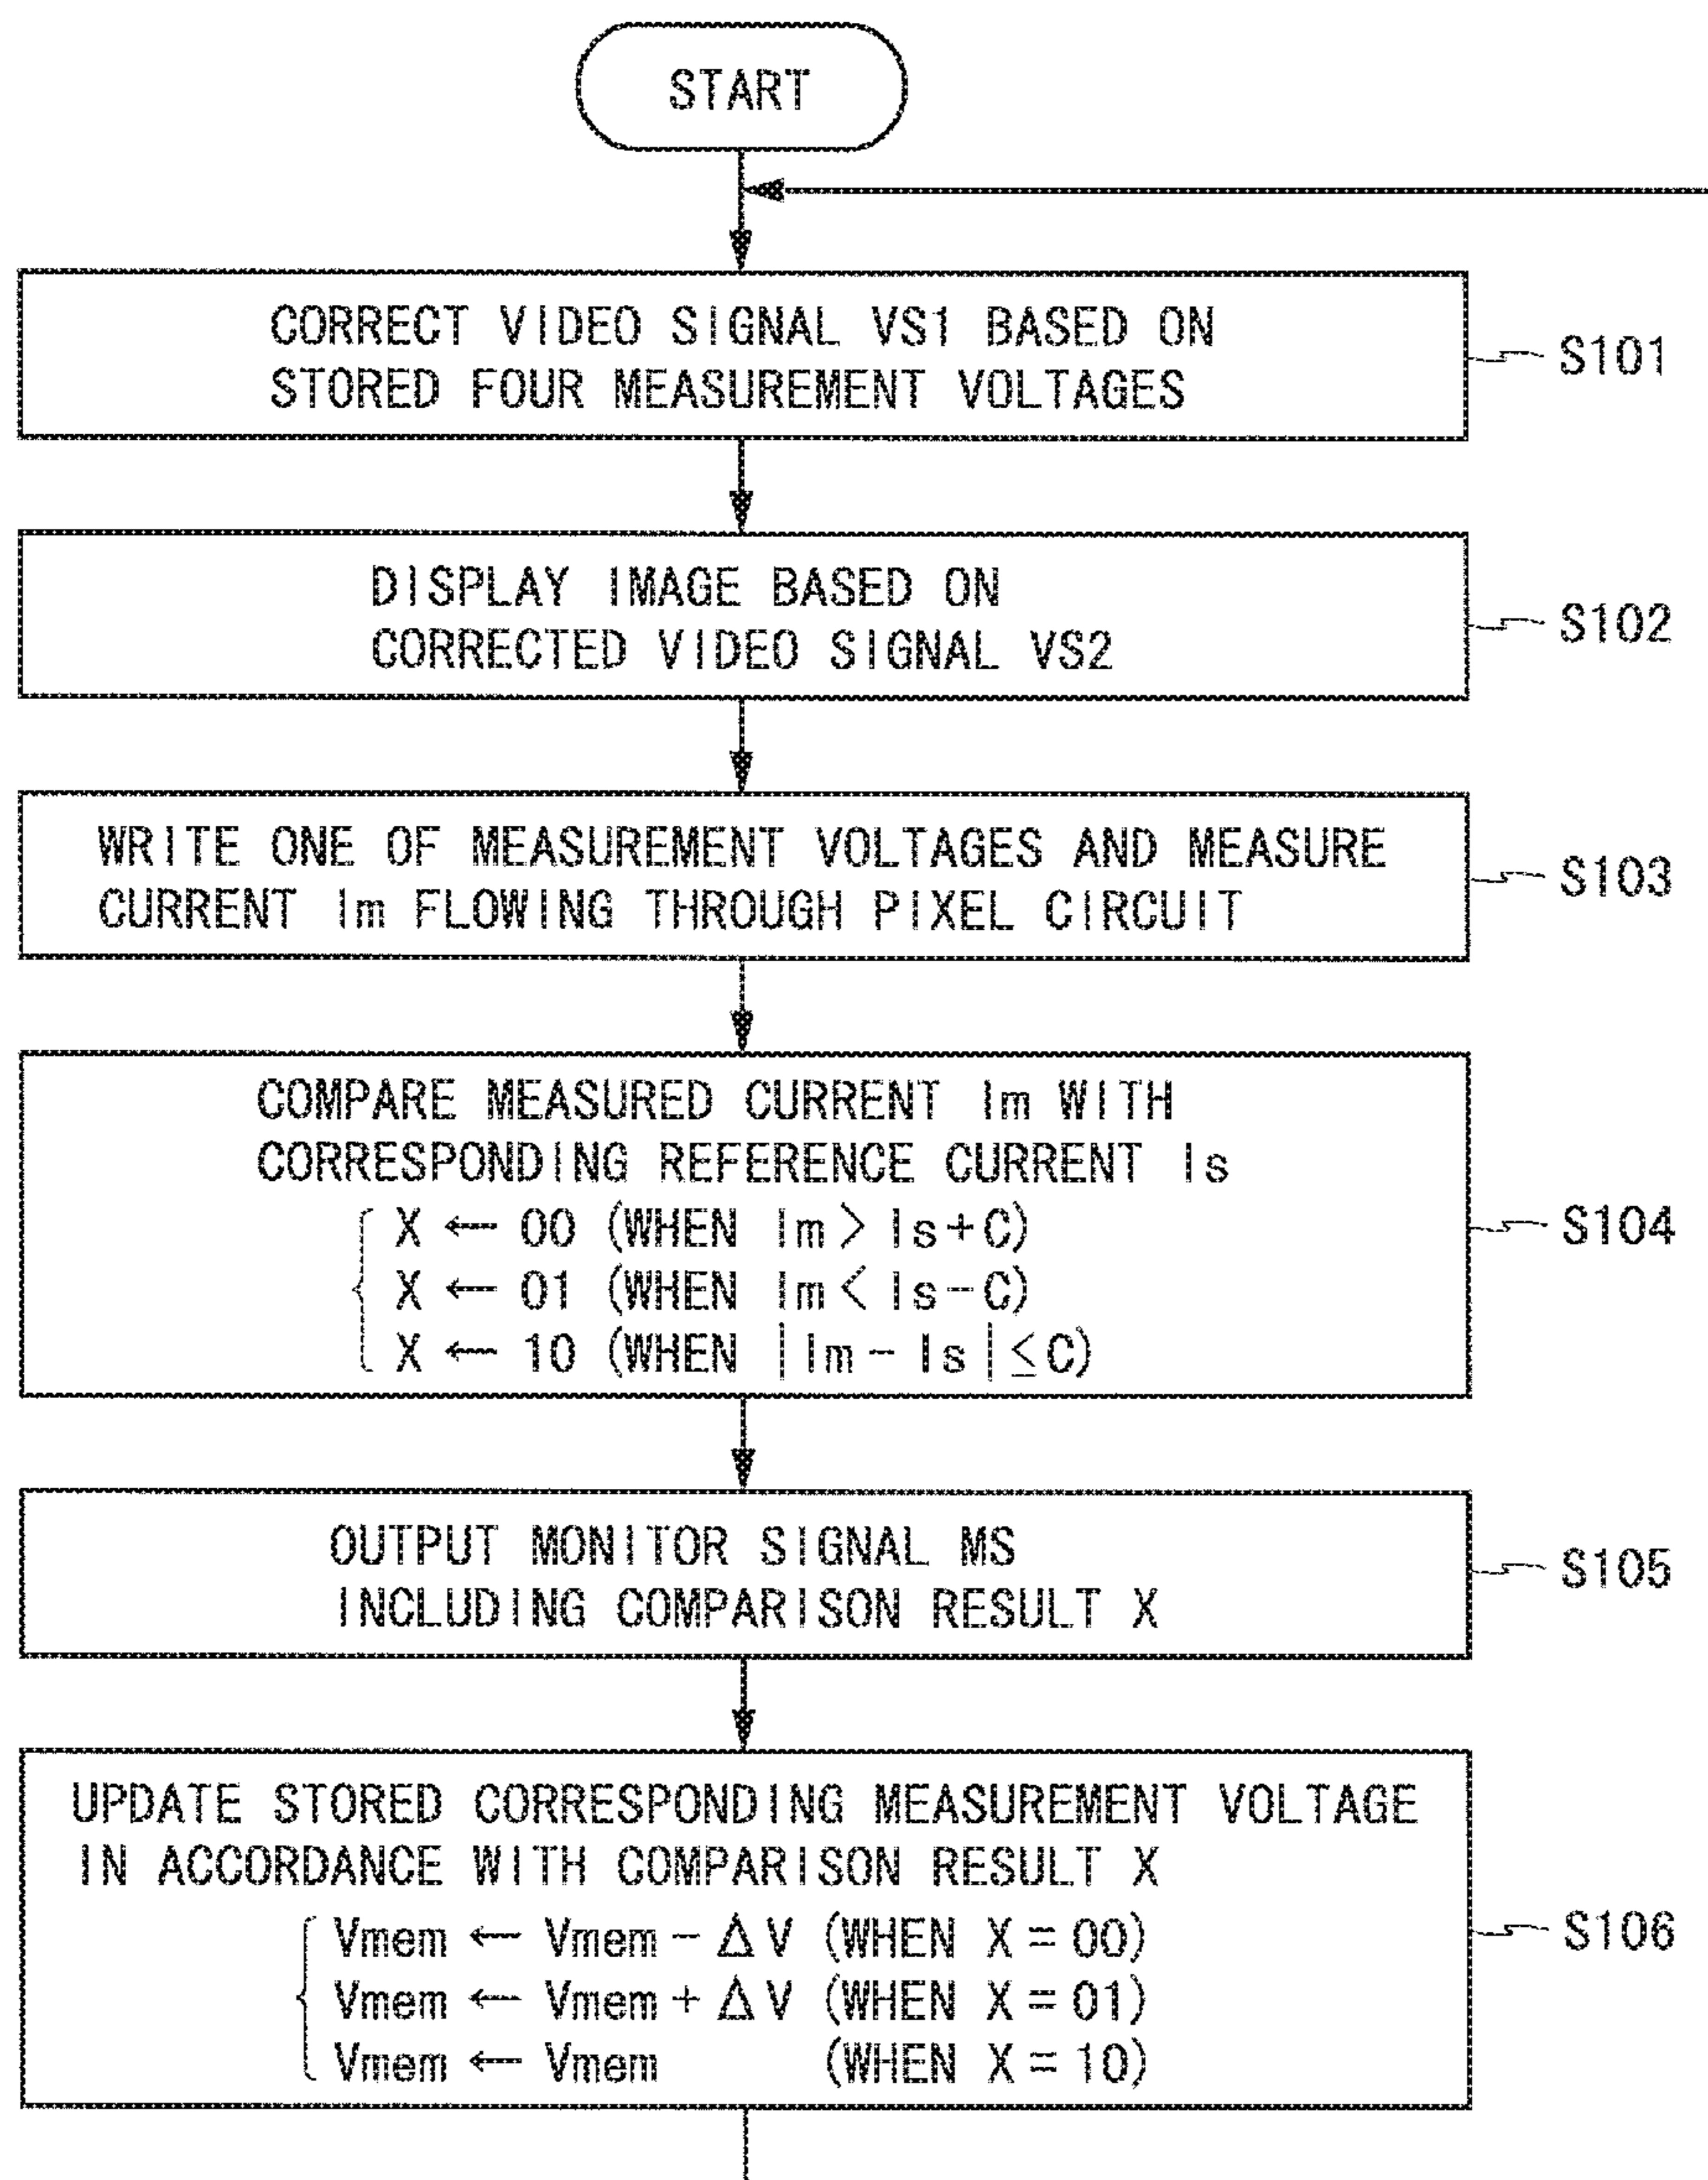 START
CORRECT VIDEO SIGNAL VS1 BASED ON
STORED FOUR MEASUREMENT VOLTAGES
S101
DISPLAY IMAGE BASED ON
CORRECTED VIDEO SIGNAL VS2
S102
WRITE ONE OF MEASUREMENT VOLTAGES AND MEASURE
CURRENT Im FLOWING THROUGH PIXEL CIRCUIT
S103
COMPARE MEASURED CURRENT Im WITH
CORRESPONDING REFERENCE CURRENT Is
X ← 00 (WHEN Im > Is+C)
X ← 01 (WHEN Im < Is-C)
X ← 10 (WHEN |Im - Is| ≤ C)
S104
OUTPUT MONITOR SIGNAL MS
INCLUDING COMPARISON RESULT X
S105
UPDATE STORED CORRESPONDING MEASUREMENT VOLTAGE
IN ACCORDANCE WITH COMPARISON RESULT X
Vmem ← Vmem - ΔV (WHEN X = 00)
Vmem ← Vmem + ΔV (WHEN X = 01)
Vmem ← Vmem (WHEN X = 10)
S106